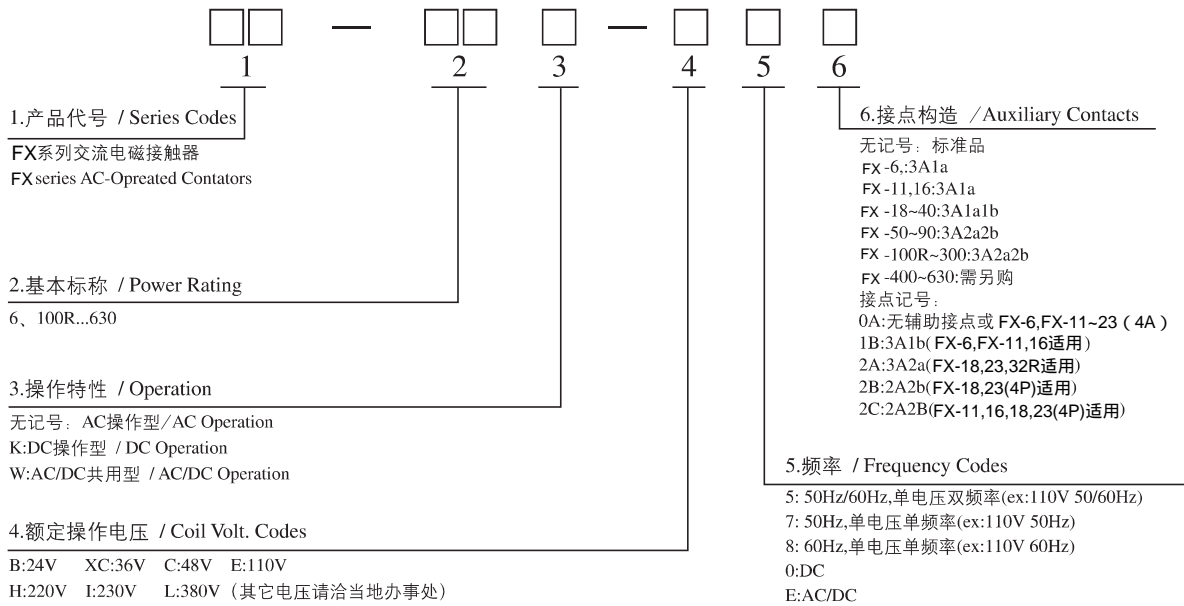 1 2 3 4 5 6
1.产品代号 / Series Codes
FX系列交流电磁接触器
FX series AC-Opreated Contators
2.基本标称 / Power Rating
6、100R...630
3.操作特性 / Operation
无记号：AC操作型/AC Operation
K:DC操作型 / DC Operation
W:AC/DC共用型 / AC/DC Operation
4.额定操作电压 / Coil Volt. Codes
B:24V XC:36V C:48V E:110V
H:220V I:230V L:380V（其它电压请洽当地办事处）
6.接点构造 /Auxiliary Contacts
无记号：标准品
FX -6,:3A1a
FX -11,16:3A1a
FX -18~40:3A1a1b
FX -50~90:3A2a2b
FX -100R~300:3A2a2b
FX -400~630:需另购
接点记号：
0A:无辅助接点或 FX-6,FX-11~23（4A）
1B:3A1b( FX-6,FX-11,16适用)
2A:3A2a(FX-18,23,32R适用)
2B:2A2b(FX-18,23(4P)适用)
2C:2A2B(FX-11,16,18,23(4P)适用)
5.频率 / Frequency Codes
5: 50Hz/60Hz,单电压双频率(ex:110V 50/60Hz)
7: 50Hz,单电压单频率(ex:110V 50Hz)
8: 60Hz,单电压单频率(ex:110V 60Hz)
0:DC
E:AC/DC